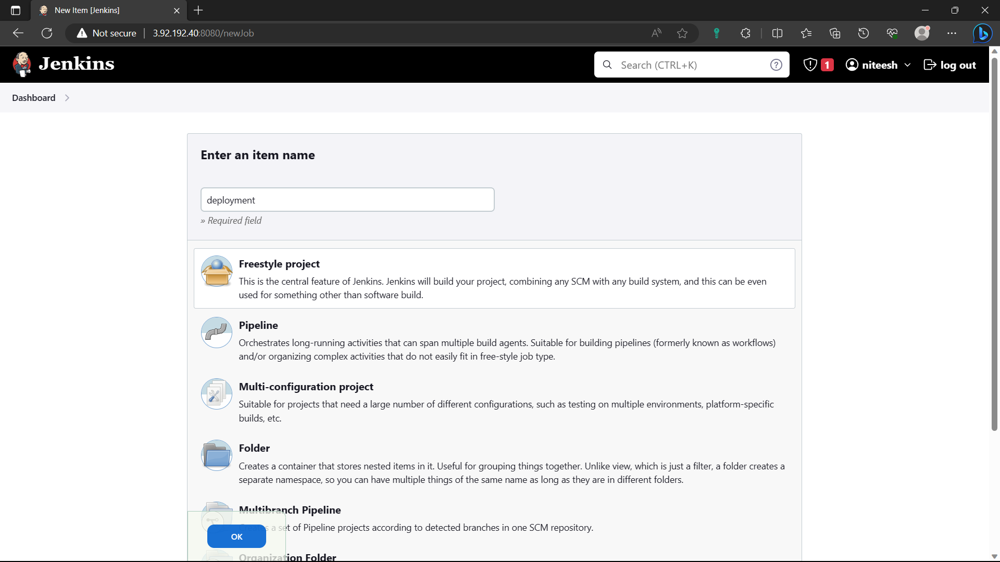 New Item [Jenkins]
Not secure
3.92.192.40:8080/newJob
Jenkins
Search (CTRL+K)
1
niteesh
log out
Dashboard
Enter an item name
deployment
» Required field
Freestyle project
This is the central feature of Jenkins. Jenkins will build your project, combining any SCM with any build system, and this can be even
used for something other than software build.
Pipeline
Orchestrates long-running activities that can span multiple build agents. Suitable for building pipelines (formerly known as workflows)
and/or organizing complex activities that do not easily fit in free-style job type.
Multi-configuration project
Suitable for projects that need a large number of different configurations, such as testing on multiple environments, platform-specific
builds, etc.
Folder
Creates a container that stores nested items in it. Useful for grouping things together. Unlike view, which is just a filter, a folder creates a
separate namespace, so you can have multiple things of the same name as long as they are in different folders.
Multibranch Pipeline
Creates a set of Pipeline projects according to detected branches in one SCM repository.
OK
Organization Folder